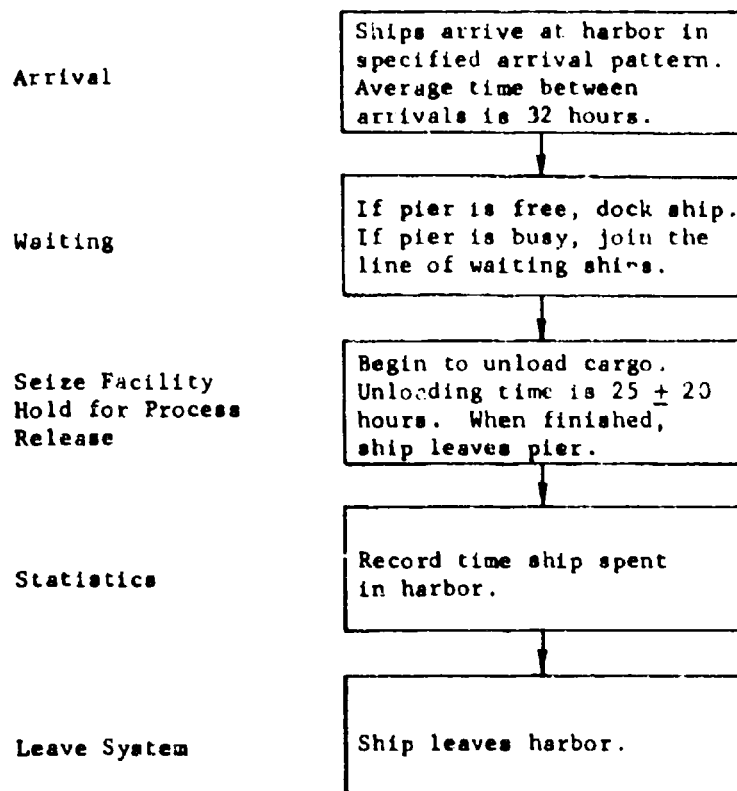 Arrival
Ships arrive at harbor in
specified arrival pattern.
Average time between
arrivals is 32 hours.
Waiting
If pier is free, dock ship.
If pier is busy, join the
line of waiting ships.
Seize Facility
Hold for Process
Release
Begin to unload cargo.
Unloading time is 25 ± 20
hours. When finished,
ship leaves pier.
Statistics
Record time ship spent
in harbor.
Leave System
Ship leaves harbor.